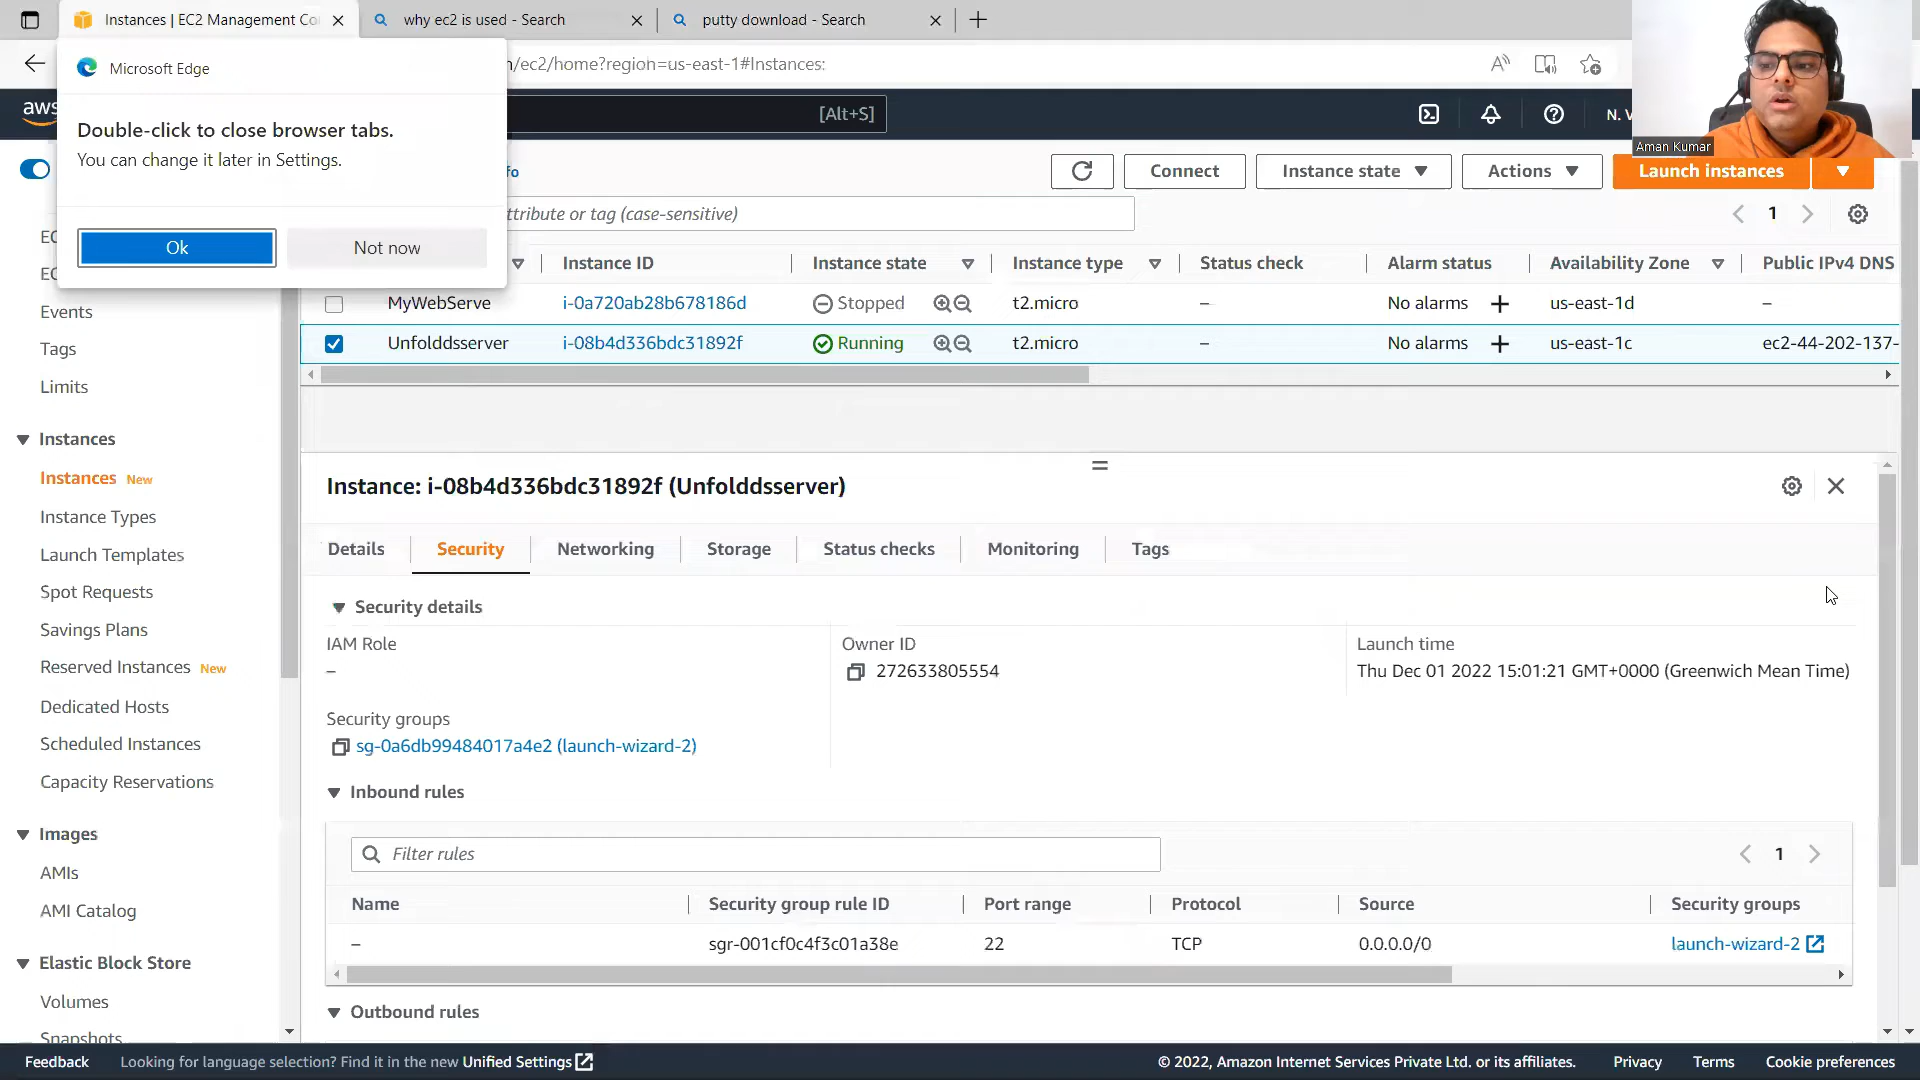 Instances | EC2 Management Co
why ec2 is used - Search
putty download - Search
Microsoft Edge
Double-click to close browser tabs.
You can change it later in Settings.
Ok
Not now
/ec2/home?region=us-east-1#Instances:
aws
[Alt+S]
N. V
Aman Kumar
fo
Connect
Instance state
Actions
Launch instances
attribute or tag (case-sensitive)
1
Instance ID
Instance state
Instance type
Status check
Alarm status
Availability Zone
Public IPv4 DNS
MyWebServe
i-0a720ab28b678186d
Stopped
t2.micro
–
No alarms
us-east-1d
–
Unfolddsserver
i-08b4d336bdc31892f
Running
t2.micro
–
No alarms
us-east-1c
ec2-44-202-137-
EC
EC
Events
Tags
Limits
Instances
Instances New
Instance Types
Launch Templates
Spot Requests
Savings Plans
Reserved Instances New
Dedicated Hosts
Scheduled Instances
Capacity Reservations
Images
AMIs
AMI Catalog
Elastic Block Store
Volumes
Snapshots
Instance: i-08b4d336bdc31892f (Unfolddsserver)
Details
Security
Networking
Storage
Status checks
Monitoring
Tags
Security details
IAM Role
–
Owner ID
272633805554
Launch time
Thu Dec 01 2022 15:01:21 GMT+0000 (Greenwich Mean Time)
Security groups
sg-0a6db99484017a4e2 (launch-wizard-2)
Inbound rules
Filter rules
1
Name
Security group rule ID
Port range
Protocol
Source
Security groups
–
sgr-001cf0c4f3c01a38e
22
TCP
0.0.0.0/0
launch-wizard-2
Outbound rules
Feedback
Looking for language selection? Find it in the new Unified Settings
© 2022, Amazon Internet Services Private Ltd. or its affiliates.
Privacy
Terms
Cookie preferences